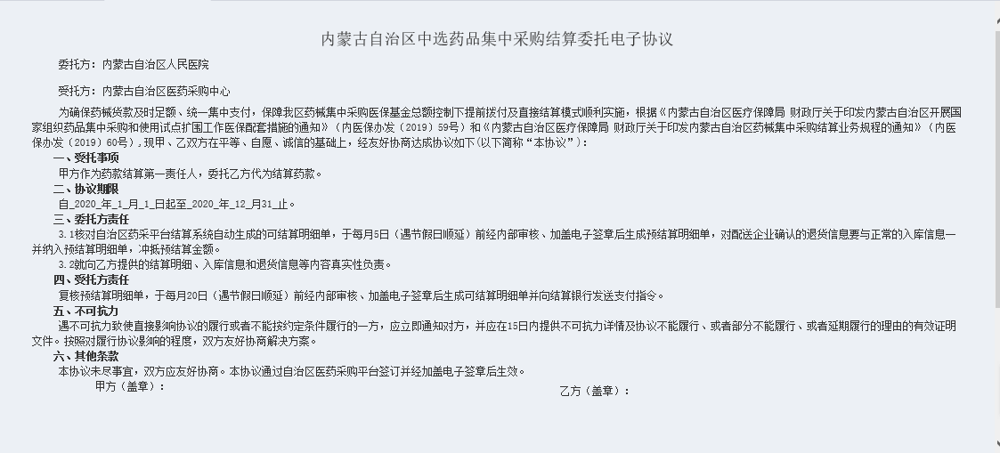 内蒙古自治区中选药品集中采购结算委托电子协议
委托方: 内蒙古自治区人民医院
受托方: 内蒙古自治区医药采购中心
为确保药械货款及时足额、统一集中支付，保障我区药械集中采购医保基金总额控制下提前拨付及直接结算模式顺利实施，根据《内蒙古自治区医疗保障局 财政厅关于印发内蒙古自治区开展国
家组织药品集中采购和使用试点扩围工作医保配套措施的通知》（内医保办发〔2019〕59号）和《内蒙古自治区医疗保障局 财政厅关于印发内蒙古自治区药械集中采购结算业务规程的通知》（内医
保办发〔2019〕60号）,现甲、乙双方在平等、自愿、诚信的基础上，经友好协商达成协议如下(以下简称“本协议”):
一、受托事项
甲方作为药款结算第一责任人，委托乙方代为结算药款。
二、协议期限
自_2020_年_1_月_1_日起至_2020_年_12_月31_止。
三、委托方责任
3.1核对自治区药采平台结算系统自动生成的可结算明细单，于每月5日（遇节假日顺延）前经内部审核、加盖电子签章后生成预结算明细单，对配送企业确认的退货信息要与正常的入库信息一
并纳入预结算明细单，冲抵预结算金额。
3.2就向乙方提供的结算明细、入库信息和退货信息等内容真实性负责。
四、受托方责任
复核预结算明细单，于每月20日（遇节假日顺延）前经内部审核、加盖电子签章后生成可结算明细单并向结算银行发送支付指令。
五、不可抗力
遇不可抗力致使直接影响协议的履行或者不能按约定条件履行的一方，应立即通知对方，并应在15日内提供不可抗力详情及协议不能履行、或者部分不能履行、或者延期履行的理由的有效证明
文件。按照对履行协议影响的程度，双方友好协商解决方案。
六、其他条款
本协议未尽事宜，双方应友好协商。本协议通过自治区医药采购平台签订并经加盖电子签章后生效。
甲方（盖章）:
乙方（盖章）: